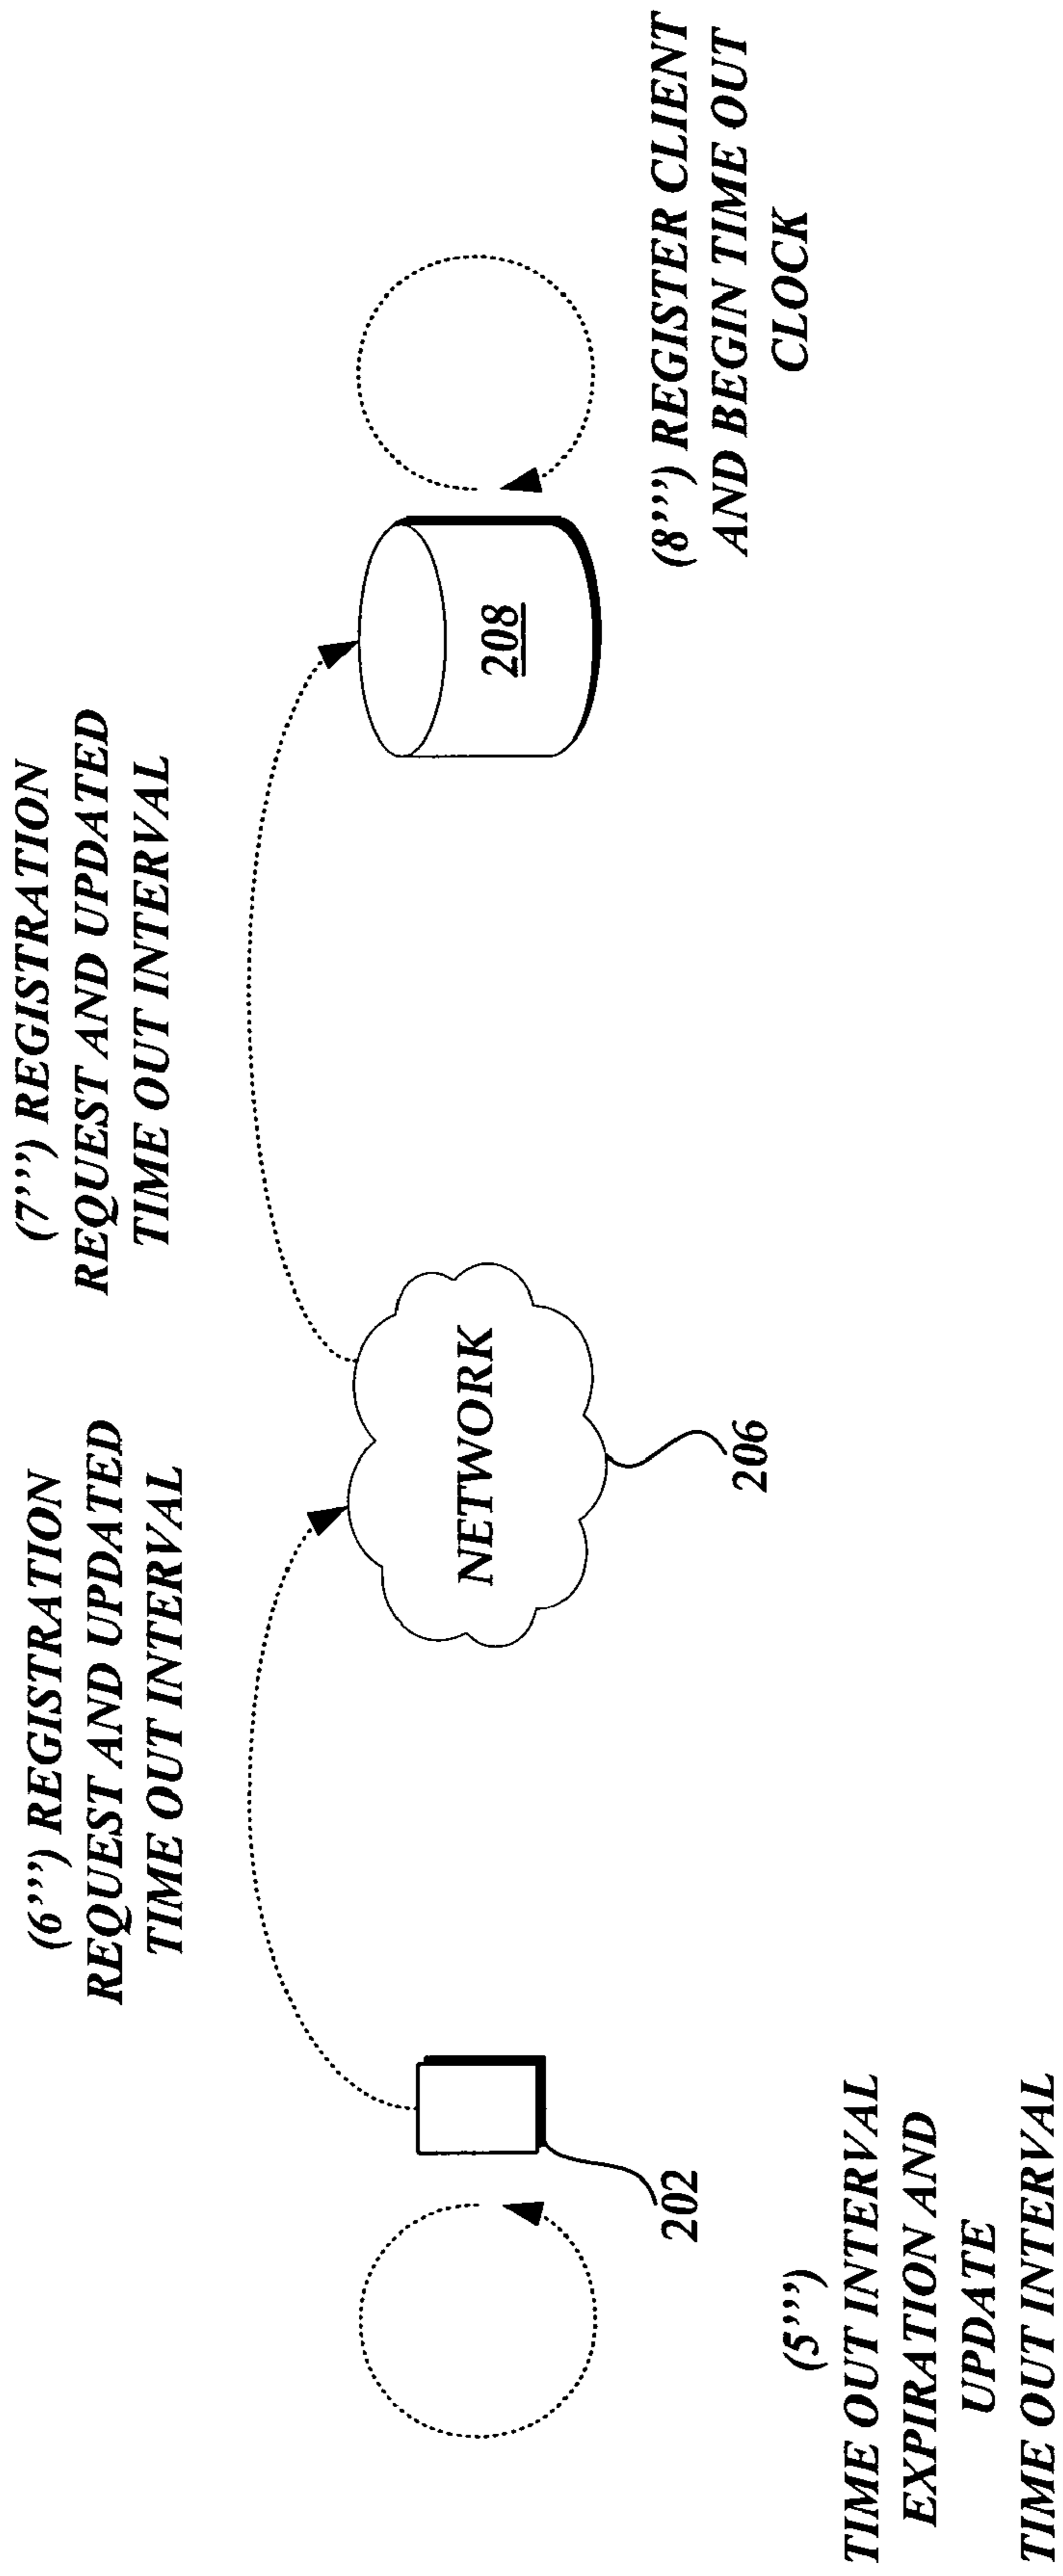 (6’’’) REGISTRATION
REQUEST AND UPDATED
TIME OUT INTERVAL
(7’’’) REGISTRATION
REQUEST AND UPDATED
TIME OUT INTERVAL
NETWORK
208
202
206
(8’’’) REGISTER CLIENT
AND BEGIN TIME OUT
CLOCK
(5’’’)
TIME OUT INTERVAL
EXPIRATION AND
UPDATE
TIME OUT INTERVAL